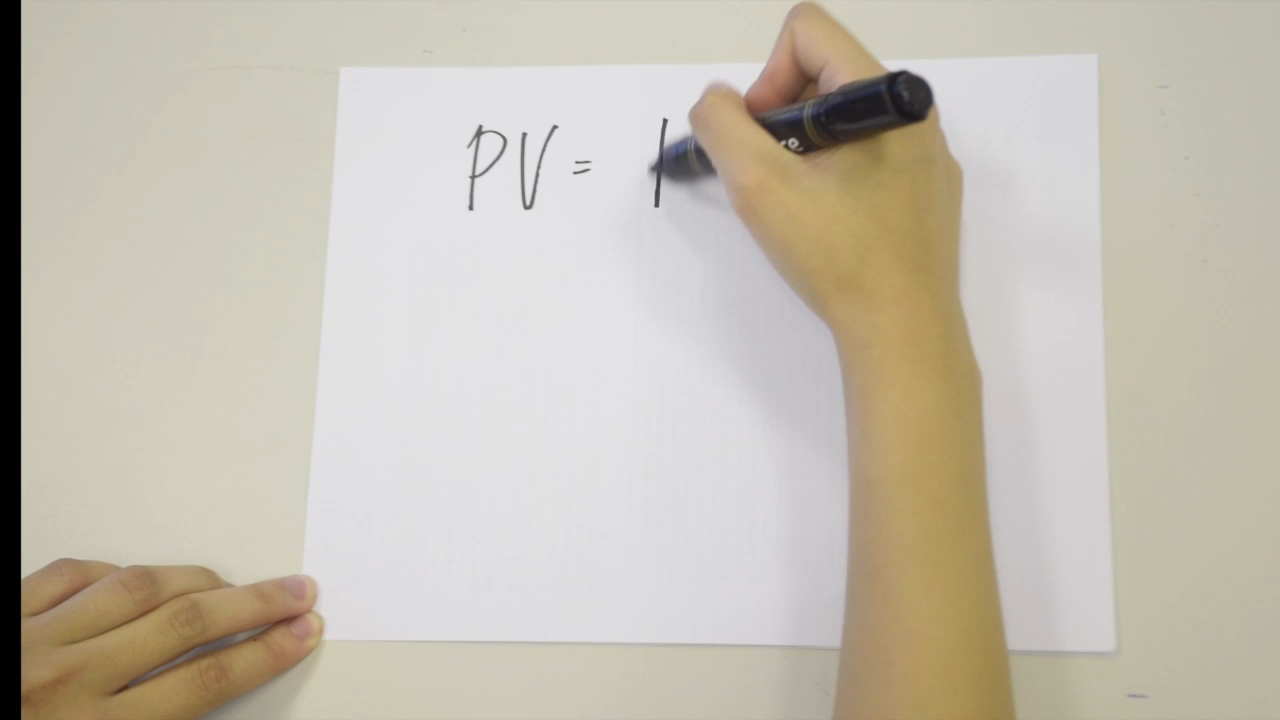 PV =